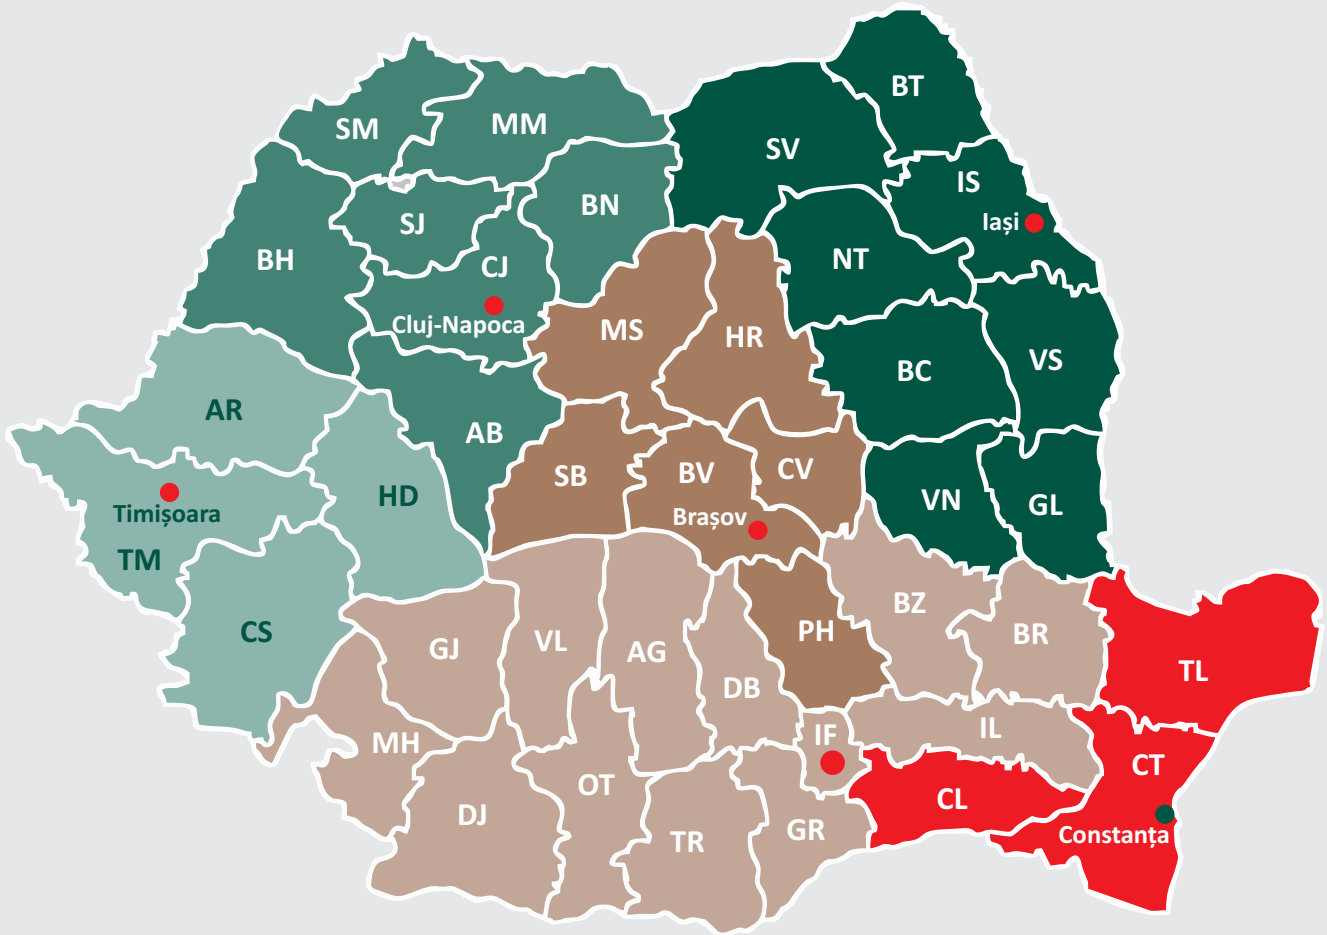 BT
SM
MM
SV
IS
BN
SJ
Iași
BH
NT
CJ
Cluj-Napoca
MS
HR
VS
BC
AR
AB
CV
BV
SB
HD
VN
GL
Timișoara
Brașov
TM
BZ
CS
PH
BR
VL
GJ
AG
TL
DB
IL
IF
MH
CT
OT
CL
DJ
GR
Constanța
TR